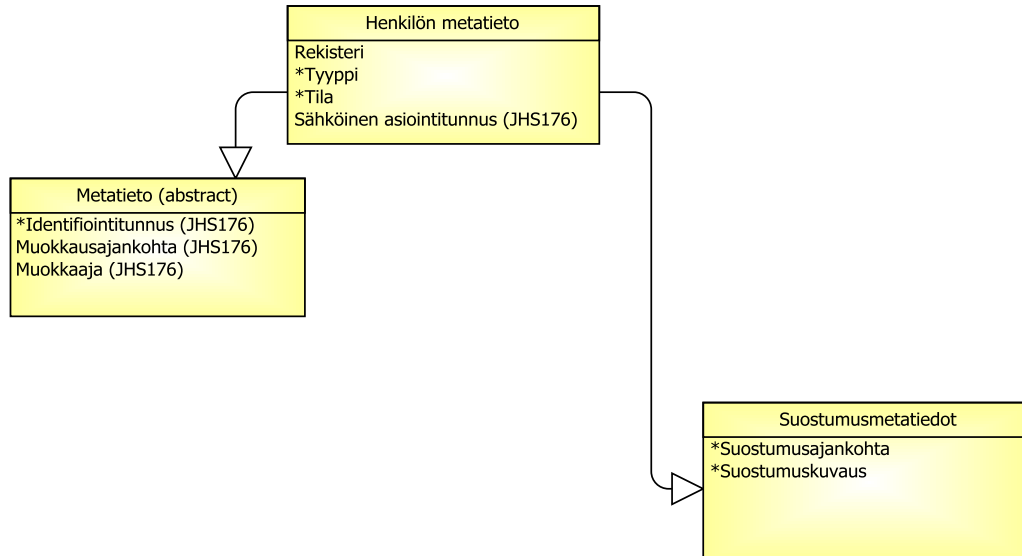 Henkilön metatieto
Rekisteri
*Tyyppi
*Tila
Sähköinen asiointitunnus (JHS176)
Metatieto (abstract)
*Identifiointitunnus (JHS176)
Muokkausajankohta (JHS176)
Muokkaaja (JHS176)
Suostumusmetatiedot
*Suostumusajankohta
*Suostumuskuvaus